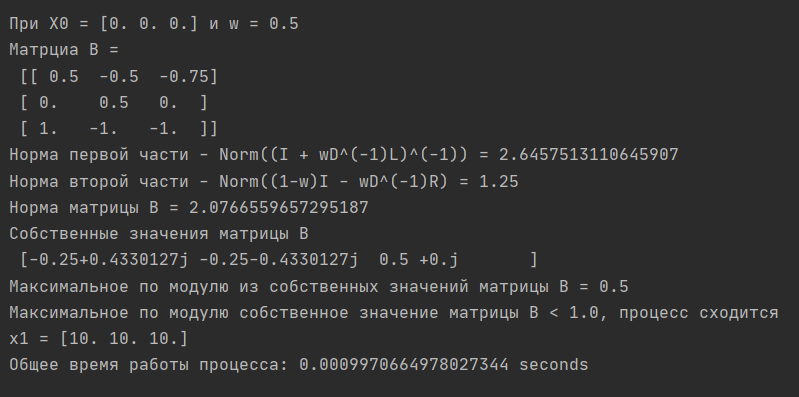 При X0 = [0. 0. 0.] и w = 0.5
Матрциа B =
[[ 0.5  -0.5  -0.75]
[ 0.    0.5   0.  ]
[ 1.   -1.   -1.  ]]
Норма первой части - Norm((I + wD^(-1)L)^(-1)) = 2.6457513110645907
Норма второй части - Norm((1-w)I - wD^(-1)R) = 1.25
Норма матрицы B = 2.0766559657295187
Собственные значения матрицы B
[-0.25+0.4330127j -0.25-0.4330127j  0.5 +0.j       ]
Максимальное по модулю из собственных значений матрицы B = 0.5
Максимальное по модулю собственное значение матрицы B < 1.0, процесс сходится
x1 = [10. 10. 10.]
Общее время работы процесса: 0.0009970664978027344 seconds